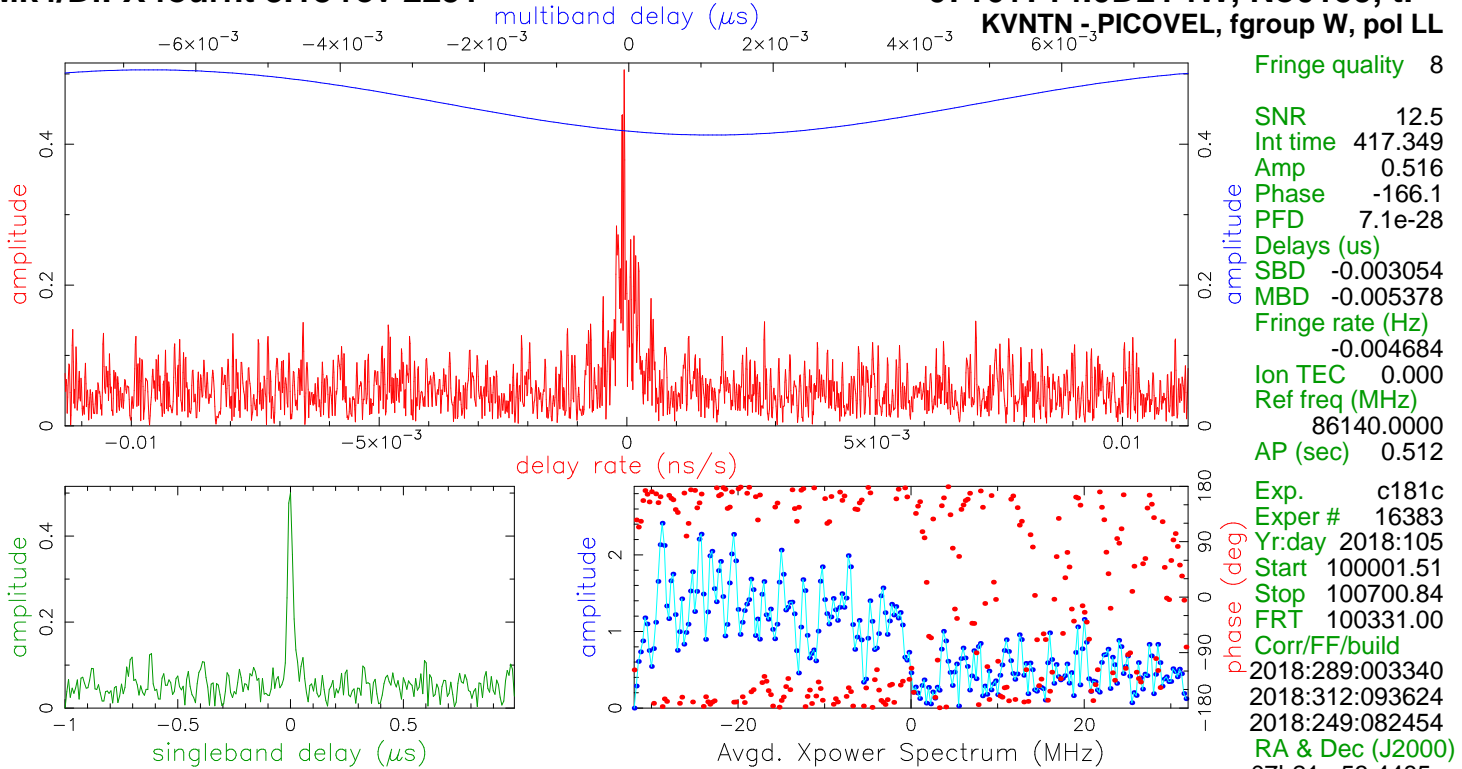 multiband delay (μs)
KVNTN - PICOVEL, fgroup W, pol LL
−6×10⁻³ −4×10⁻³ −2×10⁻³ 0 2×10⁻³ 4×10⁻³ 6×10⁻³
Fringe quality 8
SNR 12.5
Int time 417.349
Amp 0.516
Phase -166.1
PFD 7.1e-28
Delays (us)
SBD -0.003054
MBD -0.005378
Fringe rate (Hz)
-0.004684
Ion TEC 0.000
Ref freq (MHz)
86140.0000
AP (sec) 0.512
Exp. c181c
Exper # 16383
Yr:day 2018:105
Start 100001.51
Stop 100700.84
FRT 100331.00
Corr/FF/build
2018:289:003340
2018:312:093624
2018:249:082454
RA & Dec (J2000)
amplitude
0 0.2 0.4
amplitude
0 0.2 0.4
−0.01 −5×10⁻³ 0 5×10⁻³ 0.01
delay rate (ns/s)
amplitude
0 0.2 0.4
−1 −0.5 0 0.5
singleband delay (μs)
amplitude
0 1 2
phase (deg)
−180 −90 0 90 180
−20 0 20
Avgd. Xpower Spectrum (MHz)